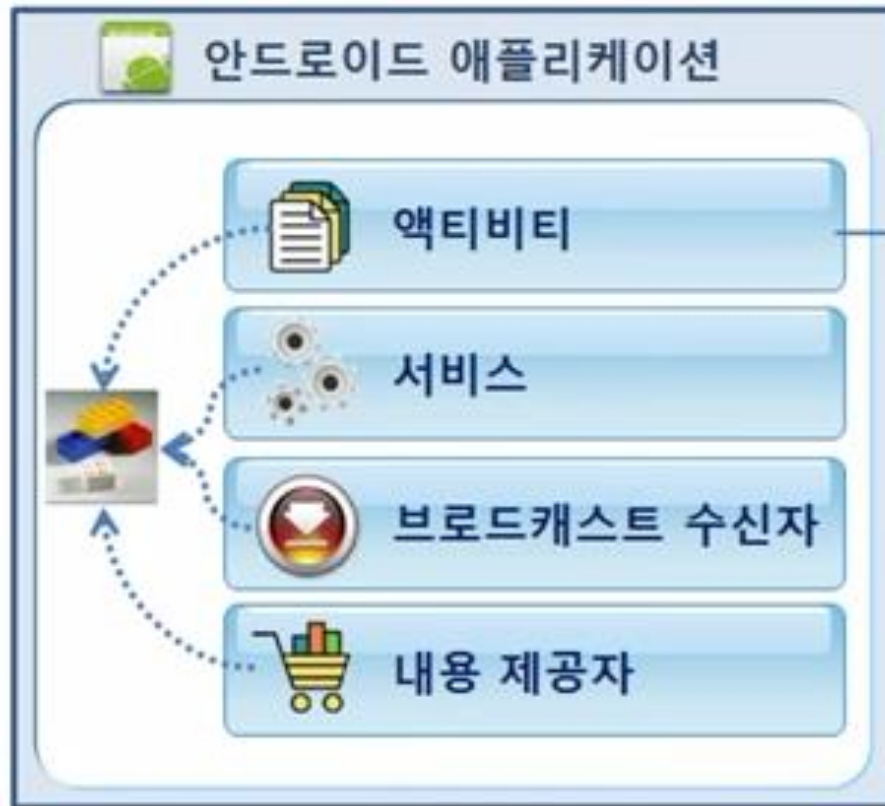 안드로이드 애플리케이션
액티비티
서비스
브로드캐스트 수신자
내용 제공자